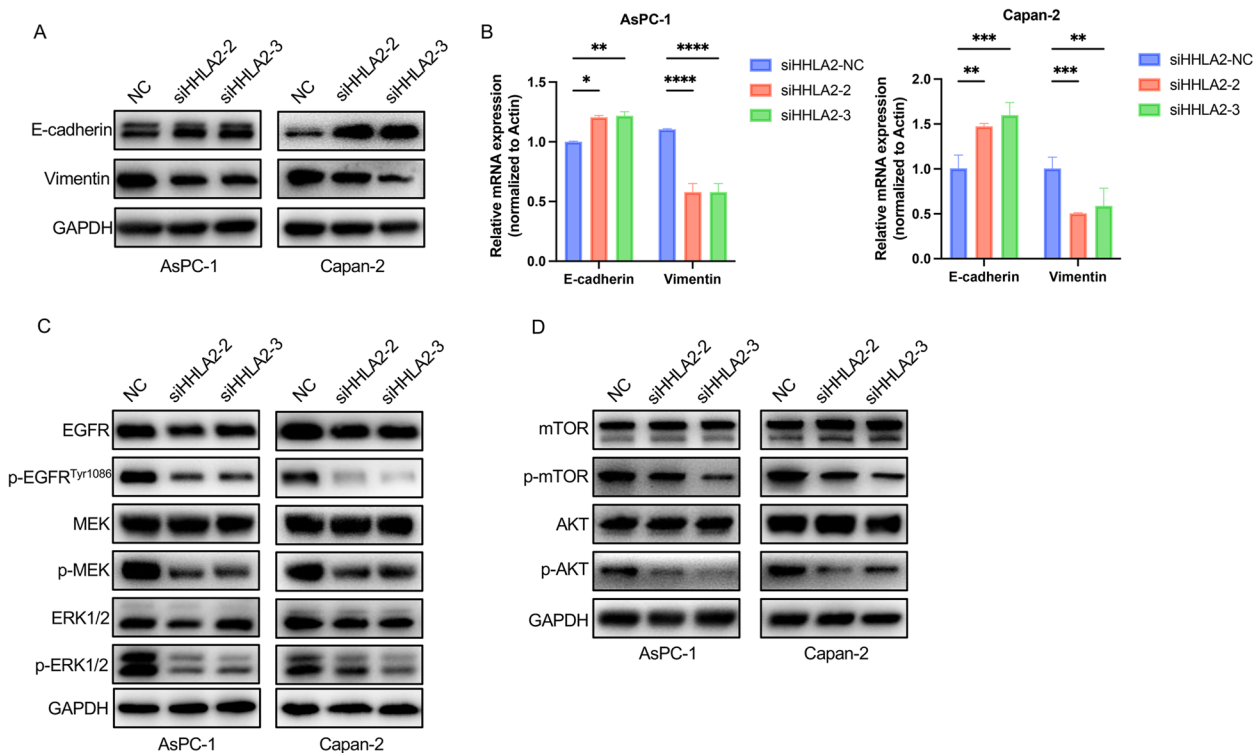 A
NC
siHHLA2-2
siHHLA2-3
NC
siHHLA2-2
siHHLA2-3
E-cadherin
Vimentin
GAPDH
AsPC-1
Capan-2
B
AsPC-1
Relative mRNA expression
(normalized to Actin)
1.5
1.0
0.5
0.0
**
*
****
****
E-cadherin
Vimentin
siHHLA2-NC
siHHLA2-2
siHHLA2-3
Capan-2
Relative mRNA expression
(normalized to Actin)
2.0
1.5
1.0
0.5
0.0
***
**
**
***
E-cadherin
Vimentin
siHHLA2-NC
siHHLA2-2
siHHLA2-3
C
NC
siHHLA2-2
siHHLA2-3
NC
siHHLA2-2
siHHLA2-3
EGFR
p-EGFRTyr1086
MEK
p-MEK
ERK1/2
p-ERK1/2
GAPDH
AsPC-1
Capan-2
D
NC
siHHLA2-2
siHHLA2-3
NC
siHHLA2-2
siHHLA2-3
mTOR
p-mTOR
AKT
p-AKT
GAPDH
AsPC-1
Capan-2